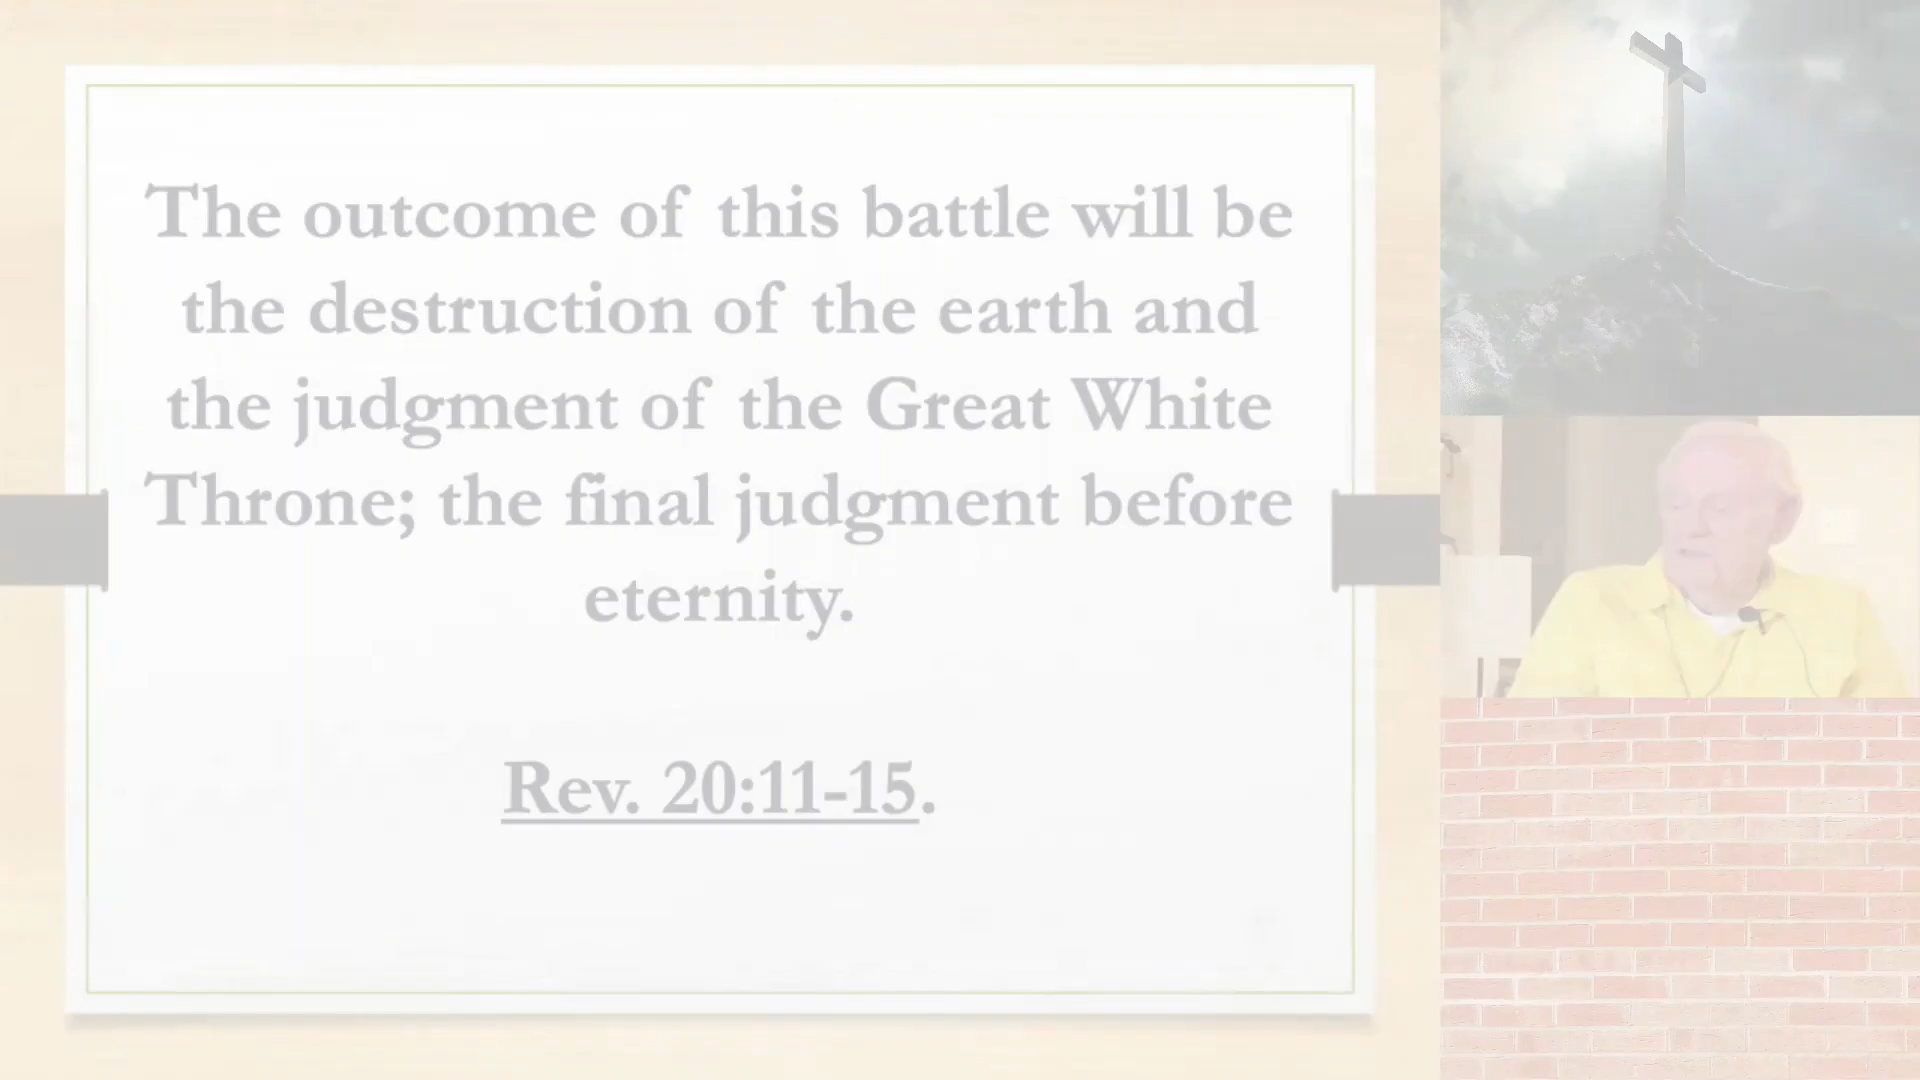 The outcome of this battle will be
the destruction of the earth and
the judgment of the Great White
Throne; the final judgment before
eternity.
Rev. 20:11-15.